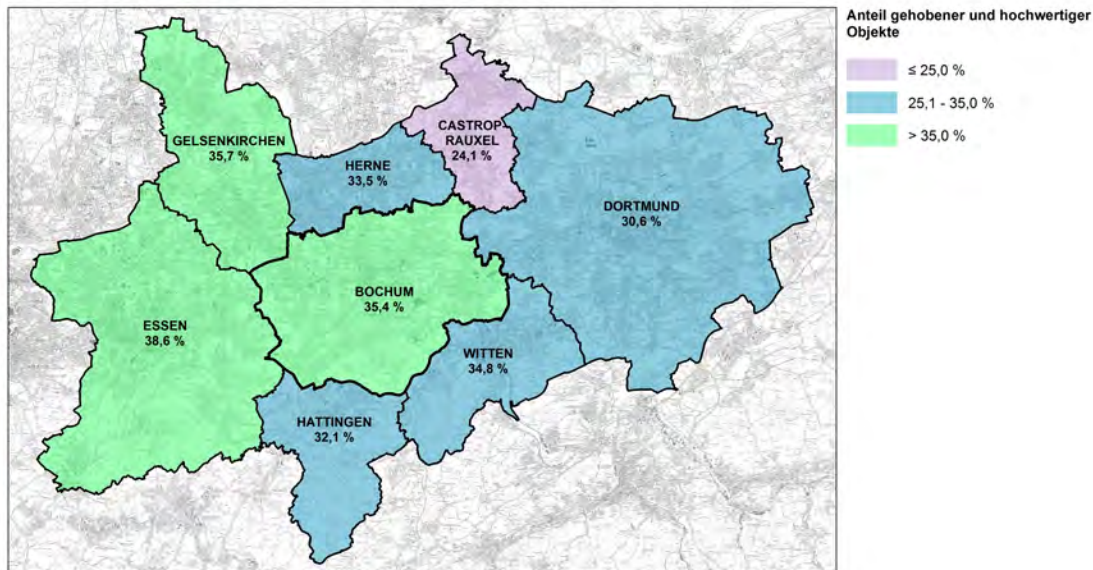 Anteil gehobener und hochwertiger
Objekte
≤ 25,0 %
25,1 - 35,0 %
> 35,0 %
GELSENKIRCHEN
35,7 %
HERNE
33,5 %
CASTROP
RAUXEL
24,1 %
DORTMUND
30,6 %
BOCHUM
35,4 %
ESSEN
38,6 %
WITTEN
34,8 %
HATTINGEN
32,1 %